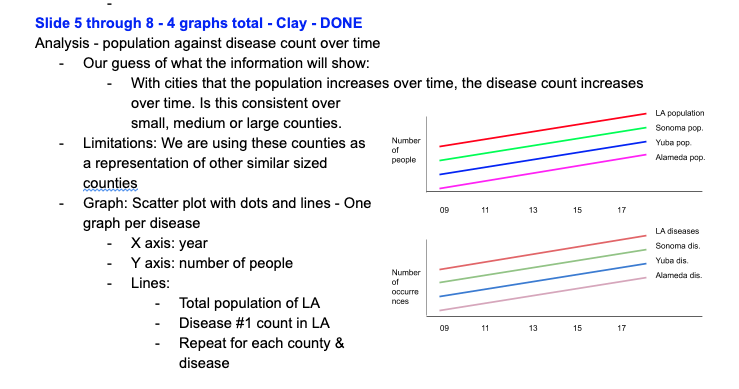 -
Slide 5 through 8 - 4 graphs total - Clay - DONE
Analysis - population against disease count over time
- Our guess of what the information will show:
- With cities that the population increases over time, the disease count increases
over time. Is this consistent over
small, medium or large counties.
- Limitations: We are using these counties as
a representation of other similar sized
counties
- Graph: Scatter plot with dots and lines - One
graph per disease
- X axis: year
- Y axis: number of people
- Lines:
- Total population of LA
- Disease #1 count in LA
- Repeat for each county &
disease
Number
of
people
LA population
Sonoma pop.
Yuba pop.
Alameda pop.
09 11 13 15 17
Number
of
occurre
nces
LA diseases
Sonoma dis.
Yuba dis.
Alameda dis.
09 11 13 15 17